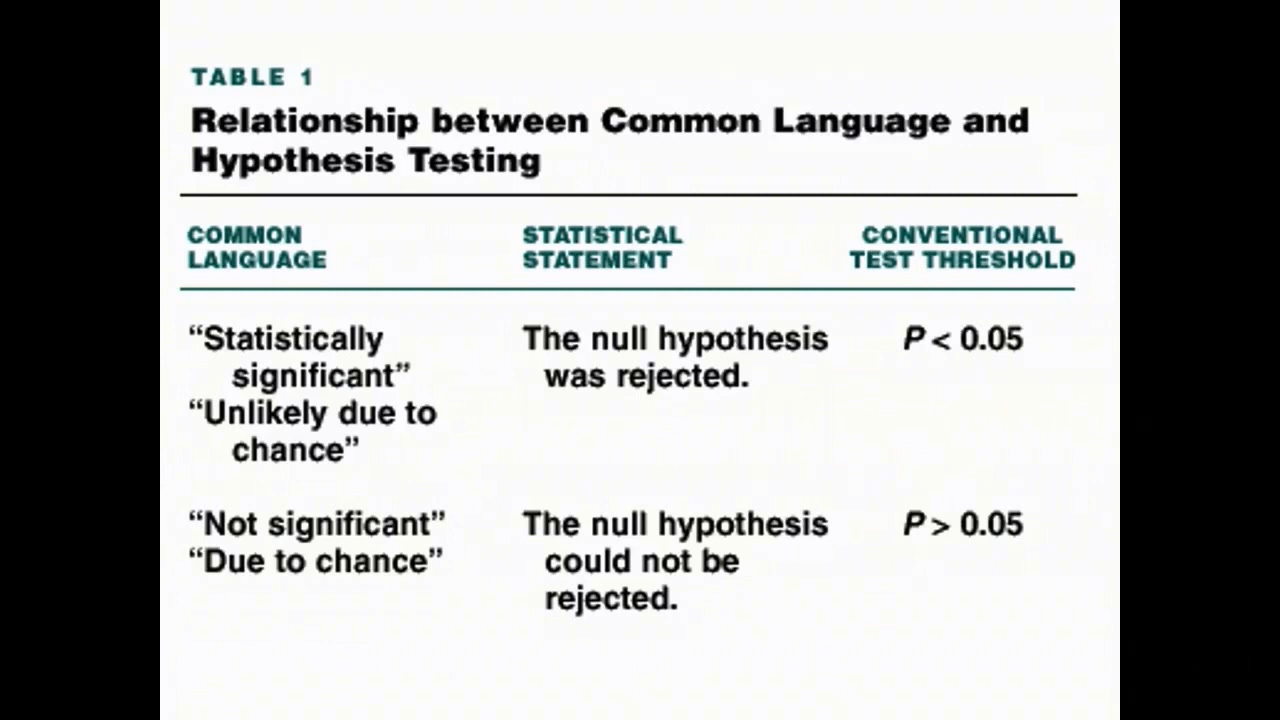 TABLE 1
Relationship between Common Language and
Hypothesis Testing
COMMON LANGUAGE
STATISTICAL STATEMENT
CONVENTIONAL TEST THRESHOLD
“Statistically
significant”
“Unlikely due to
chance”
The null hypothesis
was rejected.
P < 0.05
“Not significant”
“Due to chance”
The null hypothesis
could not be
rejected.
P > 0.05